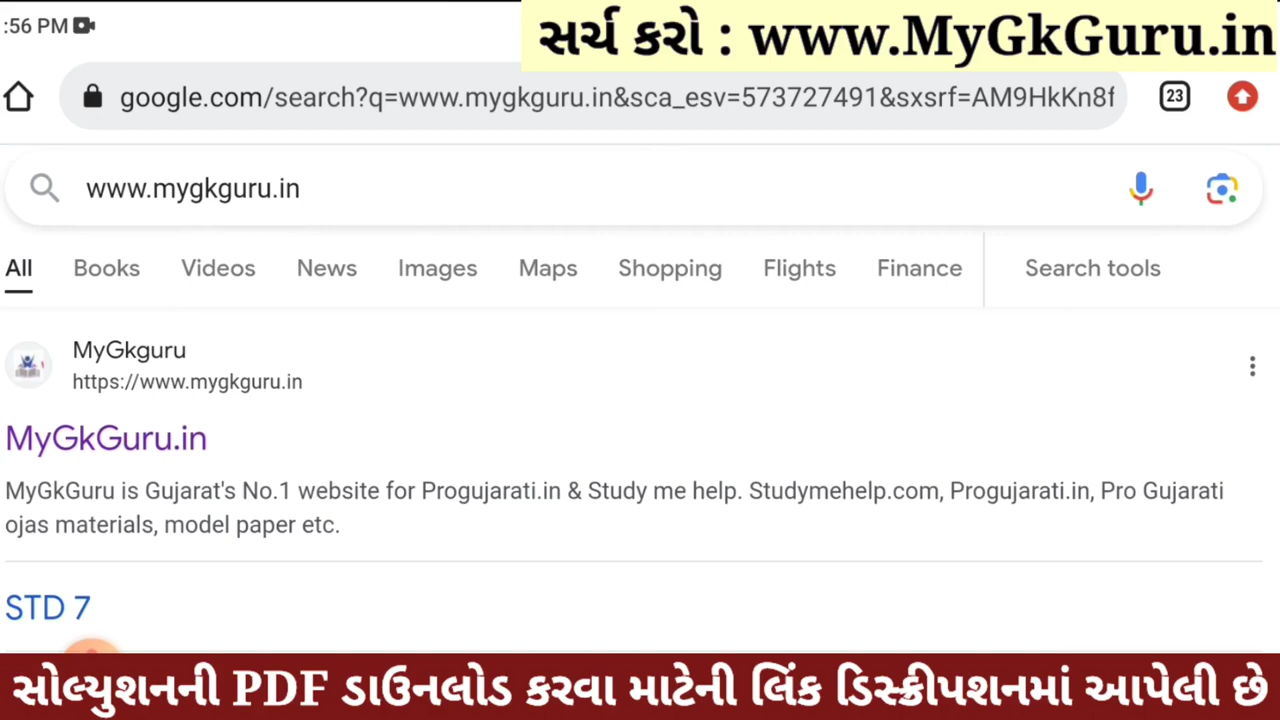 :56 PM
સર્ચ કરો : www.MyGkGuru.in
google.com/search?q=www.mygkguru.in&sca_esv=573727491&sxsrf=AM9HkKn8f
23
www.mygkguru.in
All Books Videos News Images Maps Shopping Flights Finance Search tools
MyGkguru
https://www.mygkguru.in
MyGkGuru.in
MyGkGuru is Gujarat's No.1 website for Progujarati.in & Study me help. Studymehelp.com, Progujarati.in, Pro Gujarati
ojas materials, model paper etc.
STD 7
સોલ્યુશનની PDF ડાઉનલોડ કરવા માટેની લિંક ડિસ્ક્રીપશનમાં આપેલી છે